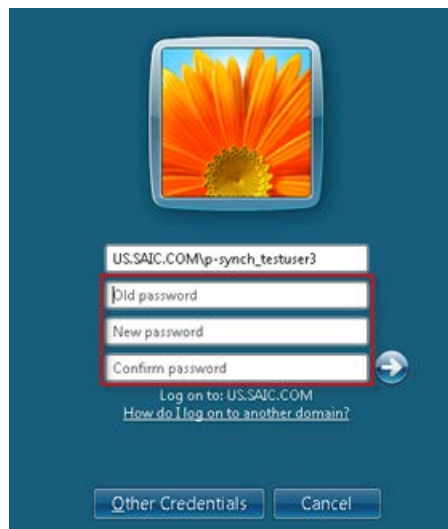 US.SAIC.COM\p-synch_testuser3
Old password
New password
Confirm password
Log on to: US.SAIC.COM
How do I log on to another domain?
Other Credentials
Cancel